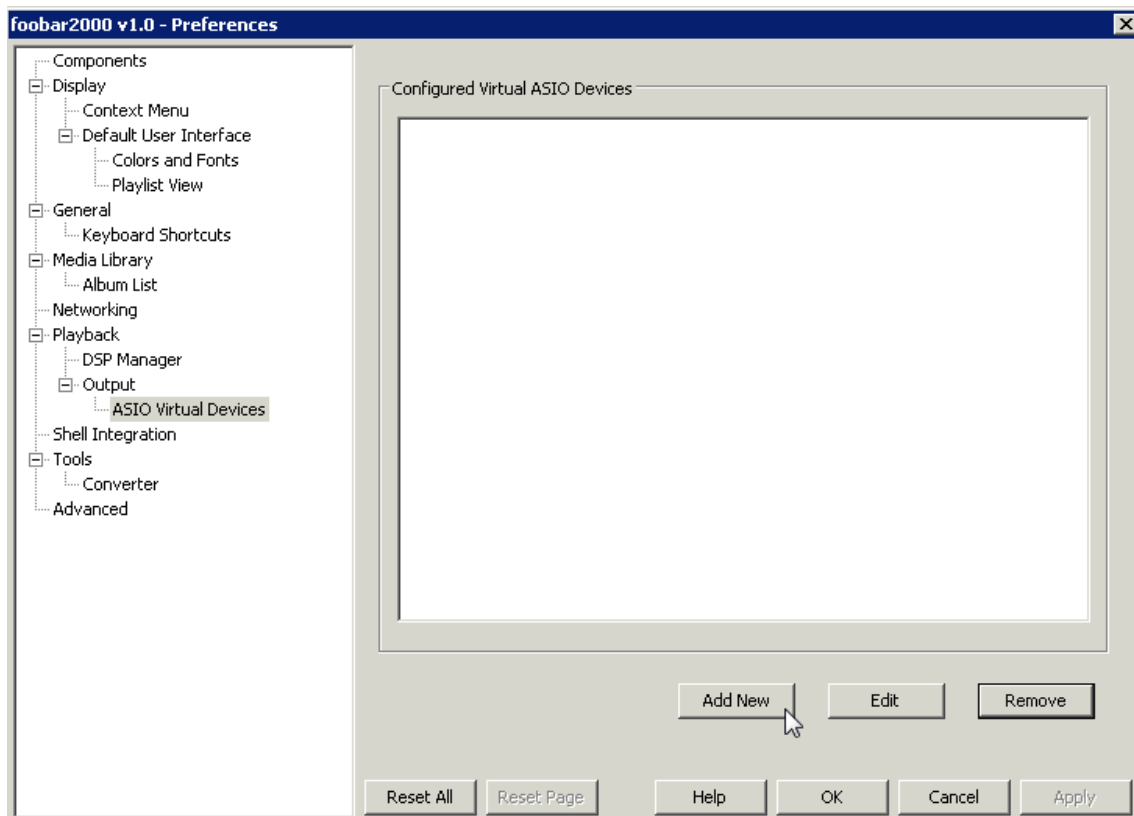 foobar2000 v1.0 - Preferences
Components
Display
Context Menu
Default User Interface
Colors and Fonts
Playlist View
General
Keyboard Shortcuts
Media Library
Album List
Networking
Playback
DSP Manager
Output
ASIO Virtual Devices
Shell Integration
Tools
Converter
Advanced
Configured Virtual ASIO Devices
Add New Edit Remove
Reset All Reset Page Help OK Cancel Apply